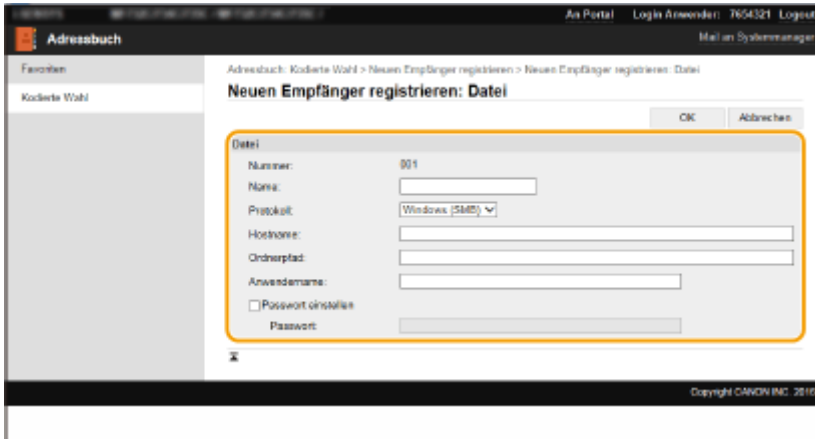 An Portal Login Anwender: 7654321 Logout
Adressbuch
Mail an Systemmanager
Favoriten
Kodierte Wahl
Adressbuch: Kodierte Wahl > Neuen Empfänger registrieren > Neuen Empfänger registrieren: Datei
Neuen Empfänger registrieren: Datei
OK Abbrechen
Datei
Nummer: 001
Name:
Protokoll: Windows (SMB)
Hostname:
Ordnerpfad:
Anwendername:
Passwort einstellen
Passwort:
Copyright CANON INC. 2016